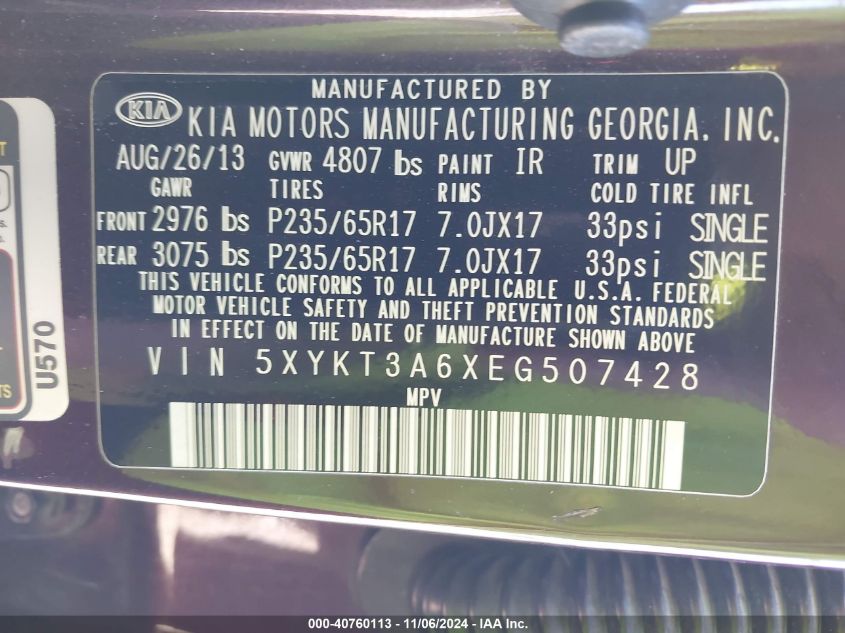 MANUFACTURED BY
KIA KIA MOTORS MANUFACTURING GEORGIA, INC.
AUG/26/13 GVWR 4807 lbs PAINT IR TRIM UP
GAWR TIRES RIMS COLD TIRE INFL
FRONT 2976 lbs P235/65R17 7.0JX17 33psi SINGLE
REAR 3075 lbs P235/65R17 7.0JX17 33psi SINGLE
THIS VEHICLE CONFORMS TO ALL APPLICABLE U.S.A. FEDERAL
MOTOR VEHICLE SAFETY AND THEFT PREVENTION STANDARDS
IN EFFECT ON THE DATE OF MANUFACTURE SHOWN ABOVE
VIN 5XYKT3A6XEG507428
MPV
U570
000-40760113 - 11/06/2024 - IAA Inc.